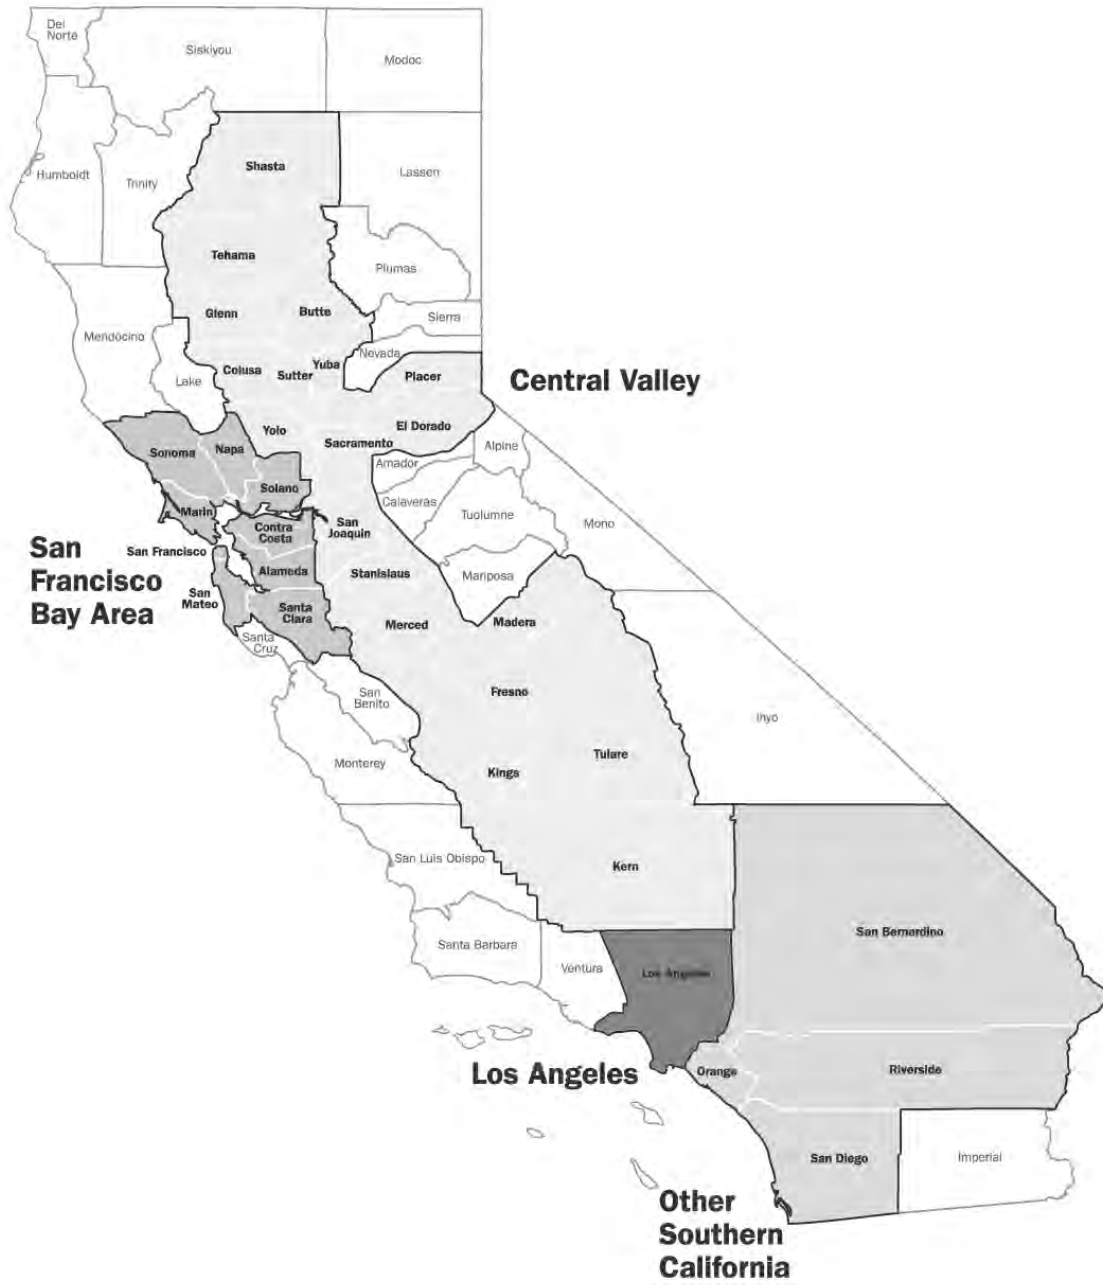 Del
Norte
Siskiyou
Modoc
Shasta
Lassen
Humboldt
Trinity
Tehama
Plumas
Glenn
Butte
Sierra
Mendocino
Nevada
Colusa
Sutter
Yuba
Lake
Placer
Central Valley
Yolo
El Dorado
Sacramento
Alpine
Sonoma
Napa
Amador
Solano
Calaveras
Marin
Tuolumne
Mono
Contra
Costa
San
Joaquin
San
Francisco
Bay Area
San Francisco
Alameda
Stanislaus
Mariposa
San
Mateo
Santa
Clara
Merced
Madera
Santa
Cruz
San
Benito
Fresno
Inyo
Monterey
Kings
Tulare
San Luis Obispo
Kern
Santa Barbara
Ventura
Los Angeles
San Bernardino
Los Angeles
Orange
Riverside
San Diego
Imperial
Other
Southern
California